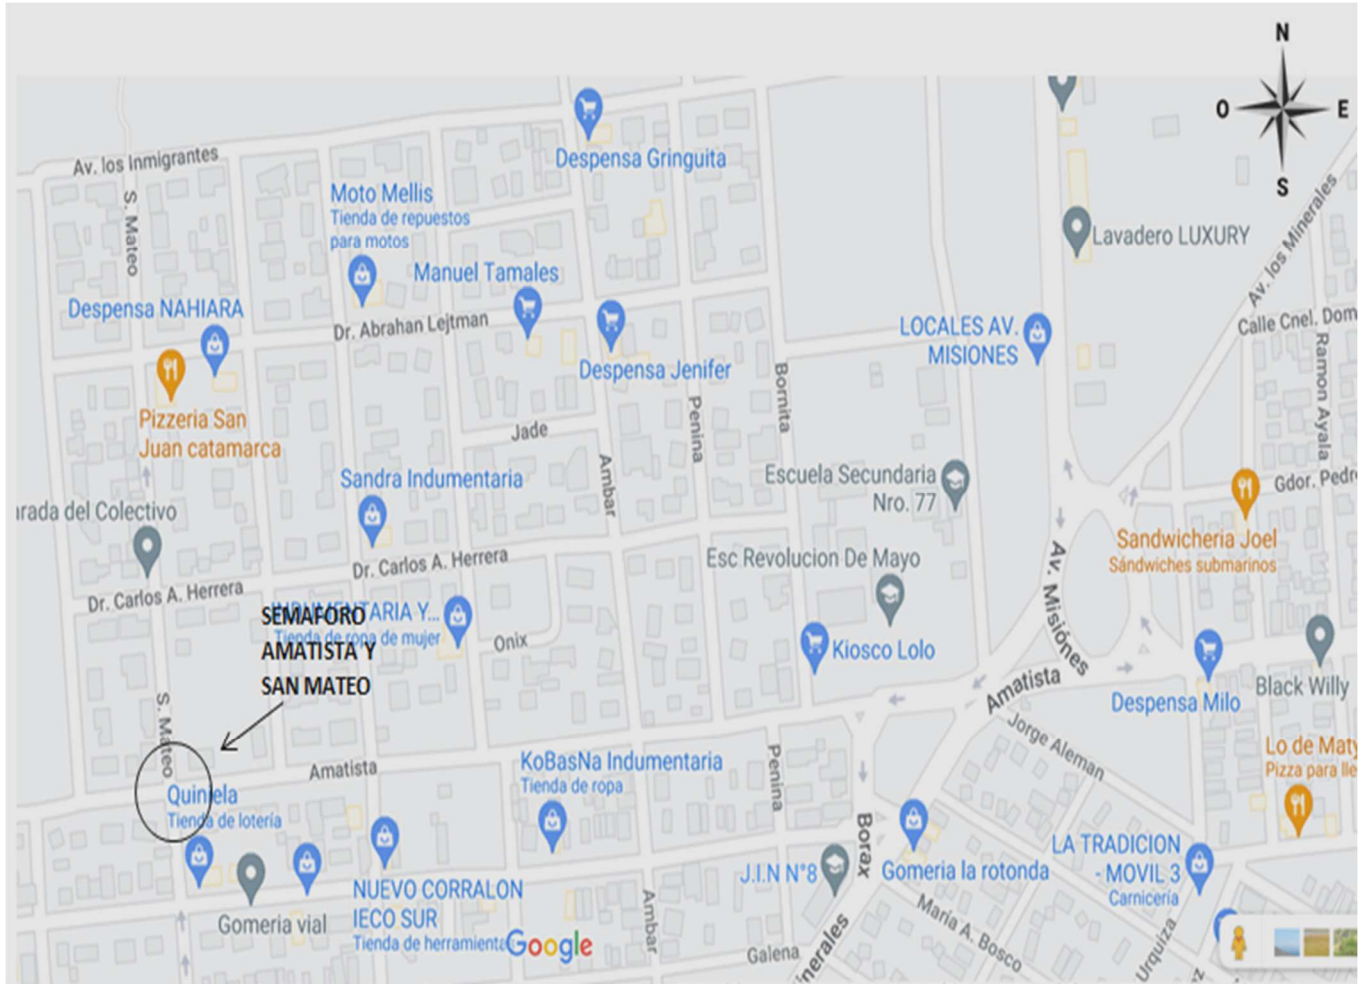 N
O
E
S
Av. los Inmigrantes
Despensa Gringuita
S. Mateo
Moto Mellis
Tienda de repuestos
para motos
Av. los Minerales
Lavadero LUXURY
Manuel Tamales
Despensa NAHIARA
Dr. Abrahan Lejtman
LOCALES AV.
MISIONES
Calle Cnel. Dom
Ramon Ayala
Despensa Jenifer
Pizzeria San
Juan catamarca
Jade
Penina
Bornita
Sandra Indumentaria
Ambar
Escuela Secundaria
Nro. 77
Gdor. Pedr
rada del Colectivo
Sandwicheria Joel
Sándwiches submarinos
Dr. Carlos A. Herrera
Dr. Carlos A. Herrera
Esc Revolucion De Mayo
Av. Misiones
SEMAFORO
AMATISTA Y
SAN MATEO
INDUMENTARIA Y...
Tienda de ropa de mujer
Onix
Kiosco Lolo
Amatista
Despensa Milo
Black Willy
S. Mateo
Jorge Aleman
Lo de Maty
Pizza para lle
Amatista
KoBasNa Indumentaria
Tienda de ropa
Penina
Quiniela
Tienda de lotería
Borax
Gomeria la rotonda
LA TRADICION
- MOVIL 3
Carnicería
J.I.N N°8
NUEVO CORRALON
IECO SUR
Tienda de herramienta
Gomeria vial
Google
Ambar
Galena
nerales
Maria A. Bosco
Urquiza
z